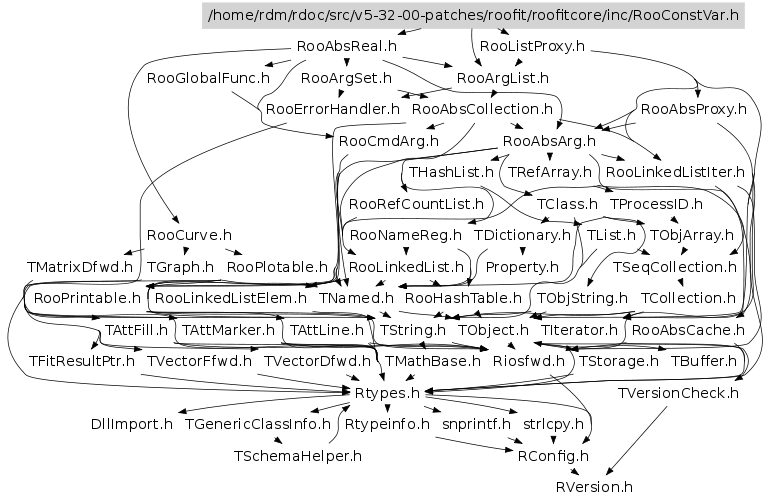 /home/rdm/rdoc/src/v5-32-00-patches/roofit/roofitcore/inc/RooConstVar.h
RooAbsReal.h RooListProxy.h
RooGlobalFunc.h RooArgSet.h RooArgList.h
RooErrorHandler.h RooAbsCollection.h RooAbsProxy.h
RooCmdArg.h RooAbsArg.h
THashList.h TRefArray.h RooLinkedListIter.h
RooRefCountList.h TClass.h TProcessID.h
RooCurve.h RooNameReg.h TDictionary.h TList.h TObjArray.h
TMatrixDfwd.h TGraph.h RooPlotable.h RooLinkedList.h Property.h TSeqCollection.h
RooPrintable.h RooLinkedListElem.h TNamed.h RooHashTable.h TObjString.h TCollection.h
TAttFill.h TAttMarker.h TAttLine.h TString.h TObject.h TIterator.h RooAbsCache.h
TFitResultPtr.h TVectorFfwd.h TVectorDfwd.h TMathBase.h Riosfwd.h TStorage.h TBuffer.h
Rtypes.h TVersionCheck.h
DllImport.h TGenericClassInfo.h Rtypeinfo.h snprintf.h strlcpy.h
TSchemaHelper.h RConfig.h
RVersion.h